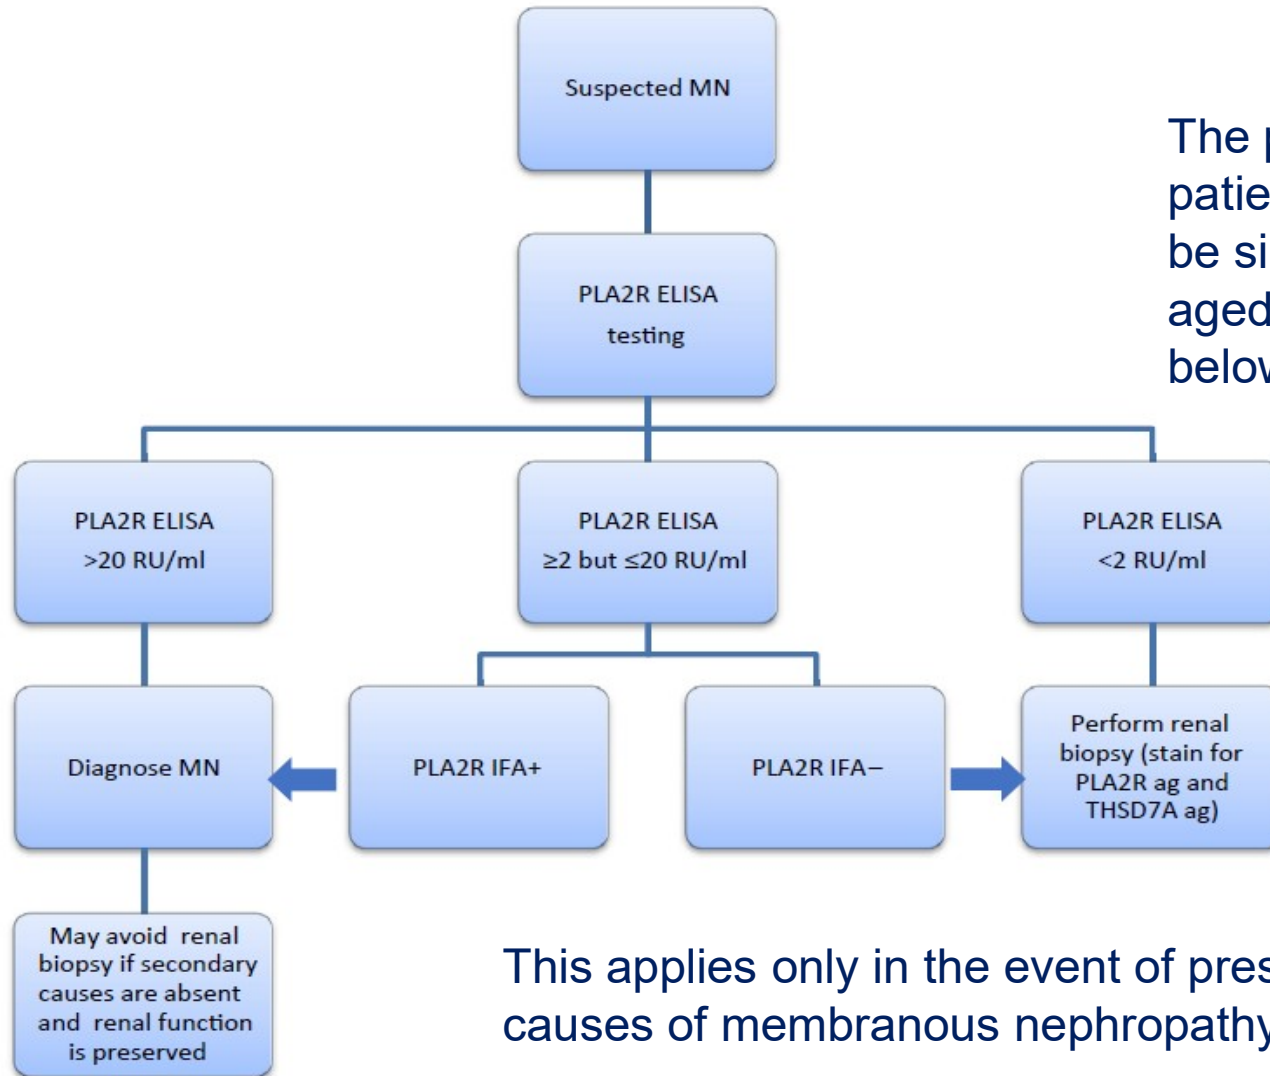 Suspected MN
The
patie
be si
aged
below
PLA2R ELISA
testing
PLA2R ELISA
>20 RU/ml
PLA2R ELISA
≥2 but ≤20 RU/ml
PLA2R ELISA
<2 RU/ml
Diagnose MN
PLA2R IFA+
PLA2R IFA−
Perform renal
biopsy (stain for
PLA2R ag and
THSD7A ag)
May avoid renal
biopsy if secondary
causes are absent
and renal function
is preserved
This applies only in the event of pres
causes of membranous nephropathy